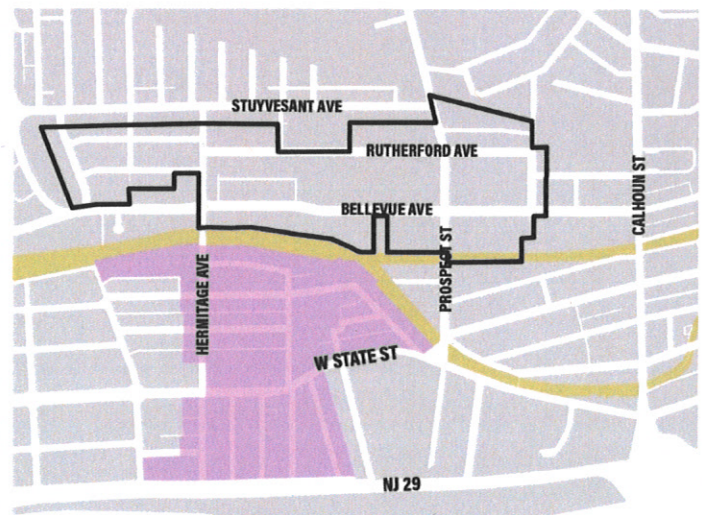 STUYVESANT AVE
RUTHERFORD AVE
CALHOUN ST
BELLEVUE AVE
PROSPECT ST
HERMITAGE AVE
W STATE ST
NJ 29